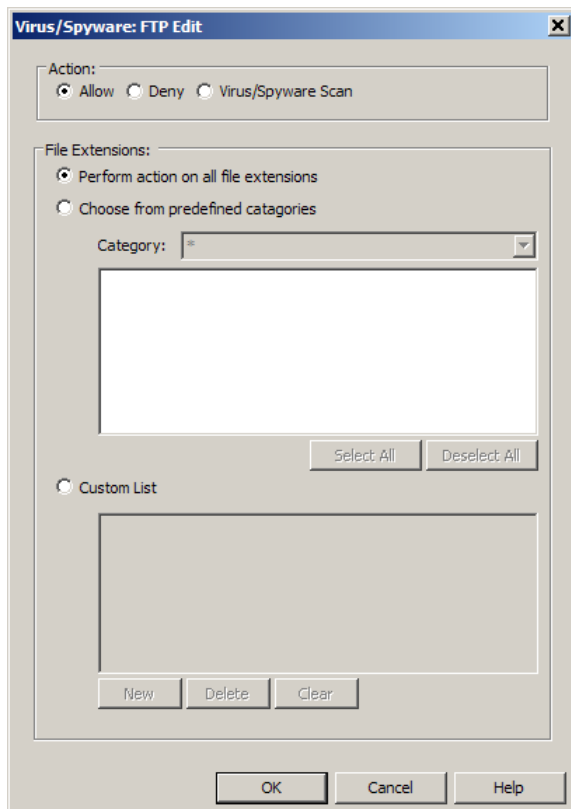 Virus/Spyware: FTP Edit
Action:
Allow Deny Virus/Spyware Scan
File Extensions:
Perform action on all file extensions
Choose from predefined catagories
Category: *
Select All Deselect All
Custom List
New Delete Clear
OK Cancel Help